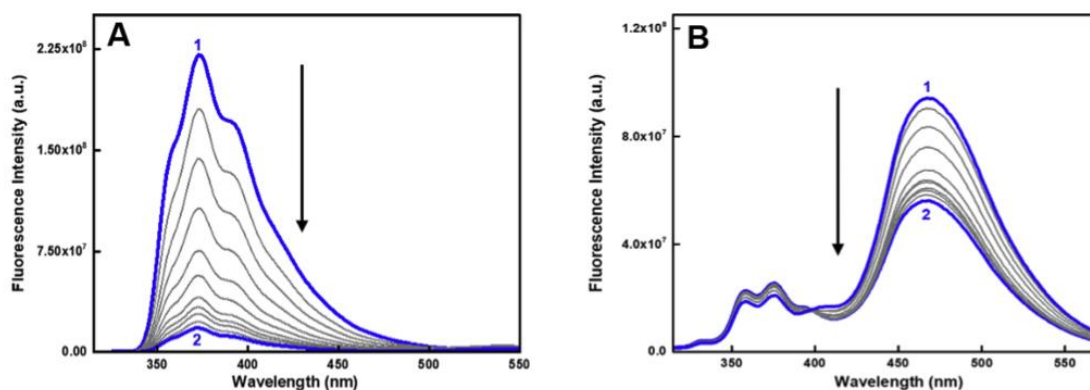 A
1
2.25x10⁸
1.50x10⁸
7.50x10⁷
0.00
2
350
400
450
500
550
Wavelength (nm)
Fluorescence Intensity (a.u.)
B
1
1.2x10⁸
8.0x10⁷
4.0x10⁷
0.0
2
350
400
450
500
550
Wavelength (nm)
Fluorescence Intensity (a.u.)